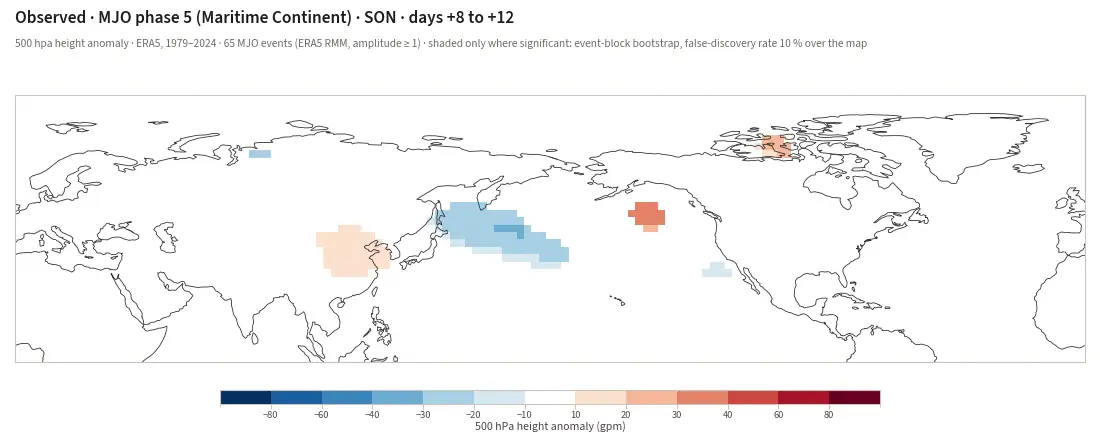 Observed · MJO phase 5 (Maritime Continent) · SON · days +8 to +12
500 hpa height anomaly · ERA5, 1979–2024 · 65 MJO events (ERA5 RMM, amplitude ≥ 1) · shaded only where significant: event-block bootstrap, false-discovery rate 10 % over the map
−80 −60 −40 −30 −20 −10 10 20 30 40 60 80
500 hPa height anomaly (gpm)